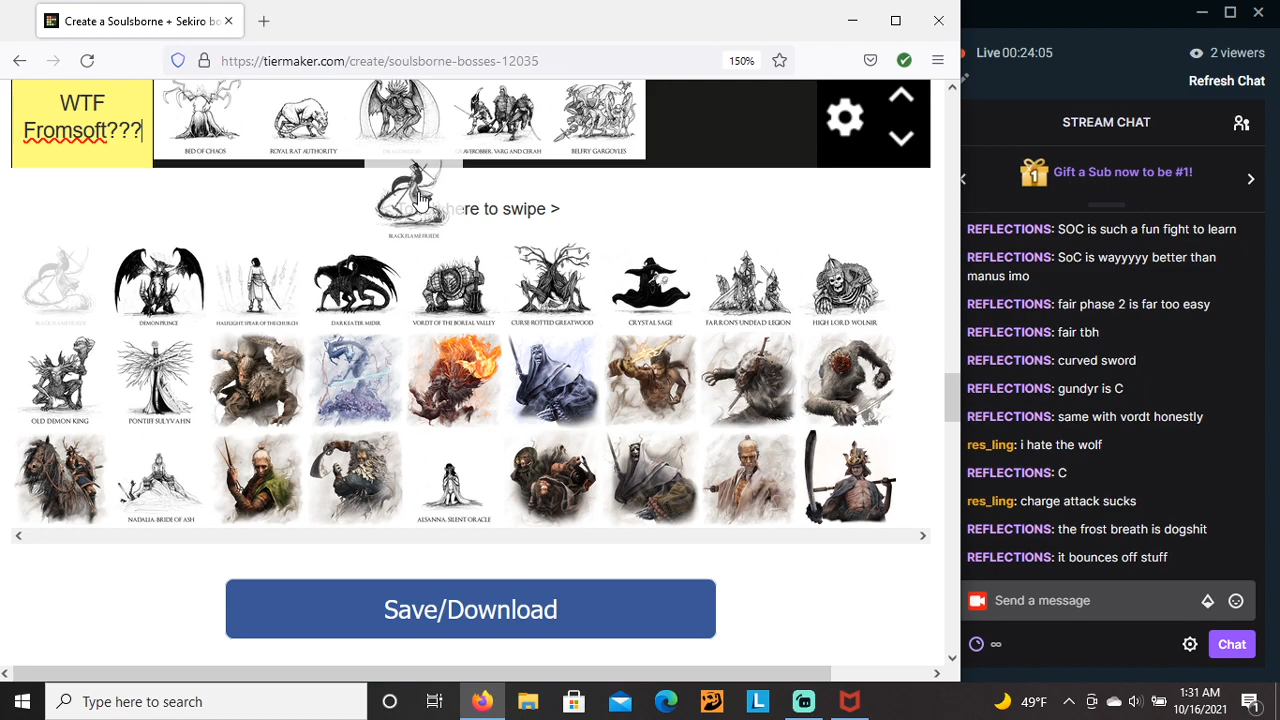 Create a Soulsborne + Sekiro bo
Live 00:24:05
2 viewers
https://tiermaker.com/create/soulsborne-bosses-12035
150%
Refresh Chat
WTF
Fromsoft???
BED OF CHAOS
ROYAL RAT AUTHORITY
BELFRY GARGOYLES
STREAM CHAT
1
Gift a Sub now to be #1!
here to swipe >
BLACKFLAME FRIEDE
BLACKFLAME FRIEDE
DEMON PRINCE
HALFLIGHT, SPEAR OF THE CHURCH
DARKEATER MIDIR
VORDT OF THE BOREAL VALLEY
CURSE-ROTTED GREATWOOD
CRYSTAL SAGE
FARRON'S UNDEAD LEGION
HIGH LORD WOLNIR
OLD DEMON KING
PONTIFF SULYVAHN
NADALIA: BRIDE OF ASH
ALSANNA: SILENT ORACLE
REFLECTIONS: SOC is such a fun fight to learn
REFLECTIONS: SoC is wayyyyy better than
manus imo
REFLECTIONS: fair phase 2 is far too easy
REFLECTIONS: fair tbh
REFLECTIONS: curved sword
REFLECTIONS: gundyr is C
REFLECTIONS: same with vordt honestly
res_ling: i hate the wolf
REFLECTIONS: C
res_ling: charge attack sucks
REFLECTIONS: the frost breath is dogshit
REFLECTIONS: it bounces off stuff
Save/Download
Send a message
∞
Chat
Type here to search
L
49°F
1:31 AM
10/16/2021
1